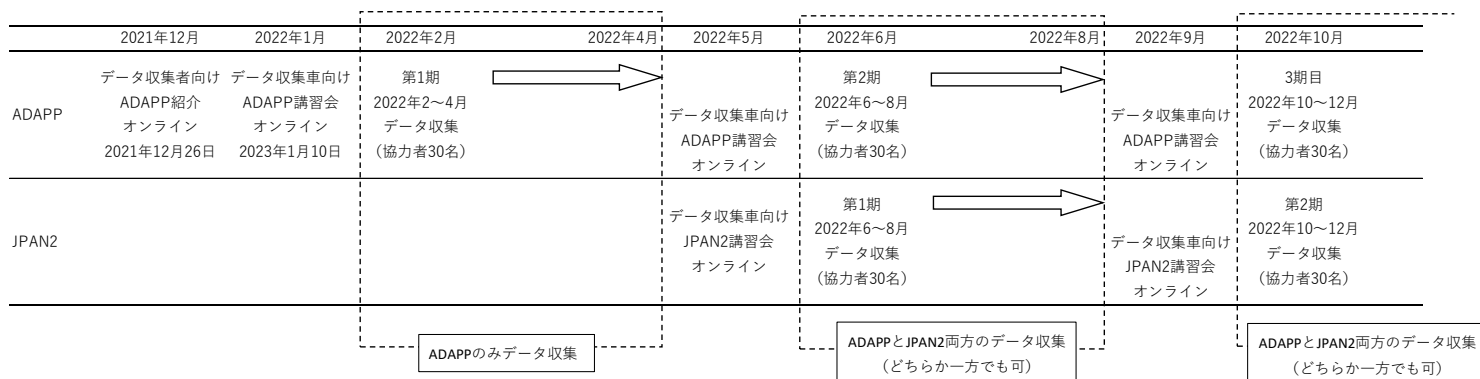 2021年12月 2022年1月 2022年2月 2022年4月 2022年5月 2022年6月 2022年8月 2022年9月 2022年10月
ADAPP
データ収集者向け
ADAPP紹介
オンライン
2021年12月26日
データ収集車向け
ADAPP講習会
オンライン
2023年1月10日
第1期
2022年2～4月
データ収集
（協力者30名）
データ収集車向け
ADAPP講習会
オンライン
第2期
2022年6～8月
データ収集
（協力者30名）
データ収集車向け
ADAPP講習会
オンライン
3期目
2022年10～12月
データ収集
（協力者30名）
JPAN2
データ収集車向け
JPAN2講習会
オンライン
第1期
2022年6～8月
データ収集
（協力者30名）
データ収集車向け
JPAN2講習会
オンライン
第2期
2022年10～12月
データ収集
（協力者30名）
ADAPPのみデータ収集
ADAPPとJPAN2両方のデータ収集
（どちらか一方でも可）
ADAPPとJPAN2両方のデータ収集
（どちらか一方でも可）